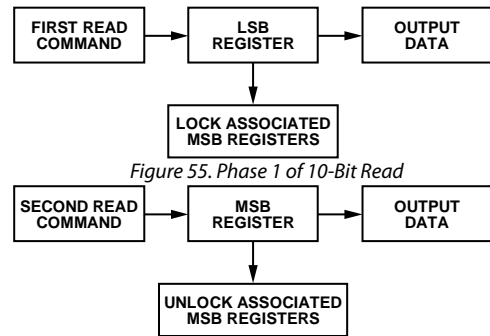 FIRST READ
COMMAND
LSB
REGISTER
OUTPUT
DATA
LOCK ASSOCIATED
MSB REGISTERS
Figure 55. Phase 1 of 10-Bit Read
SECOND READ
COMMAND
MSB
REGISTER
OUTPUT
DATA
UNLOCK ASSOCIATED
MSB REGISTERS